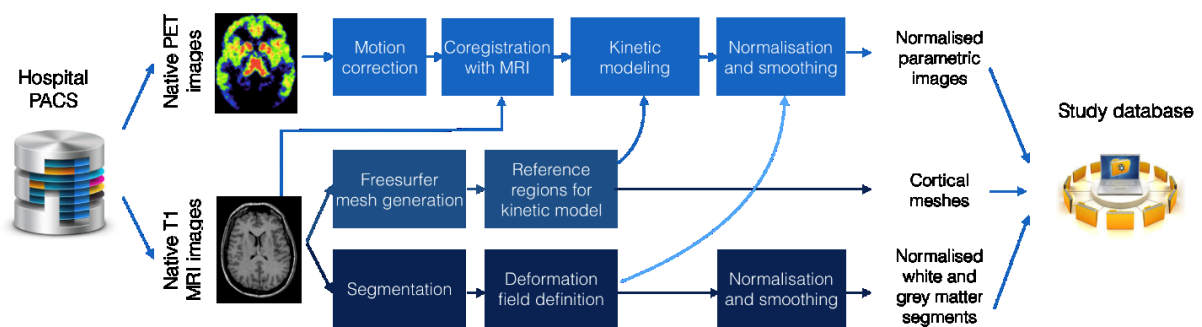 Hospital
PACS
Native PET
images
Native T1
MRI images
Motion
correction
Coregistration
with MRI
Kinetic
modeling
Normalisation
and smoothing
Normalised
parametric
images
Freesurfer
mesh generation
Reference
regions for
kinetic model
Cortical
meshes
Segmentation
Deformation
field definition
Normalisation
and smoothing
Normalised
white and
grey matter
segments
Study database